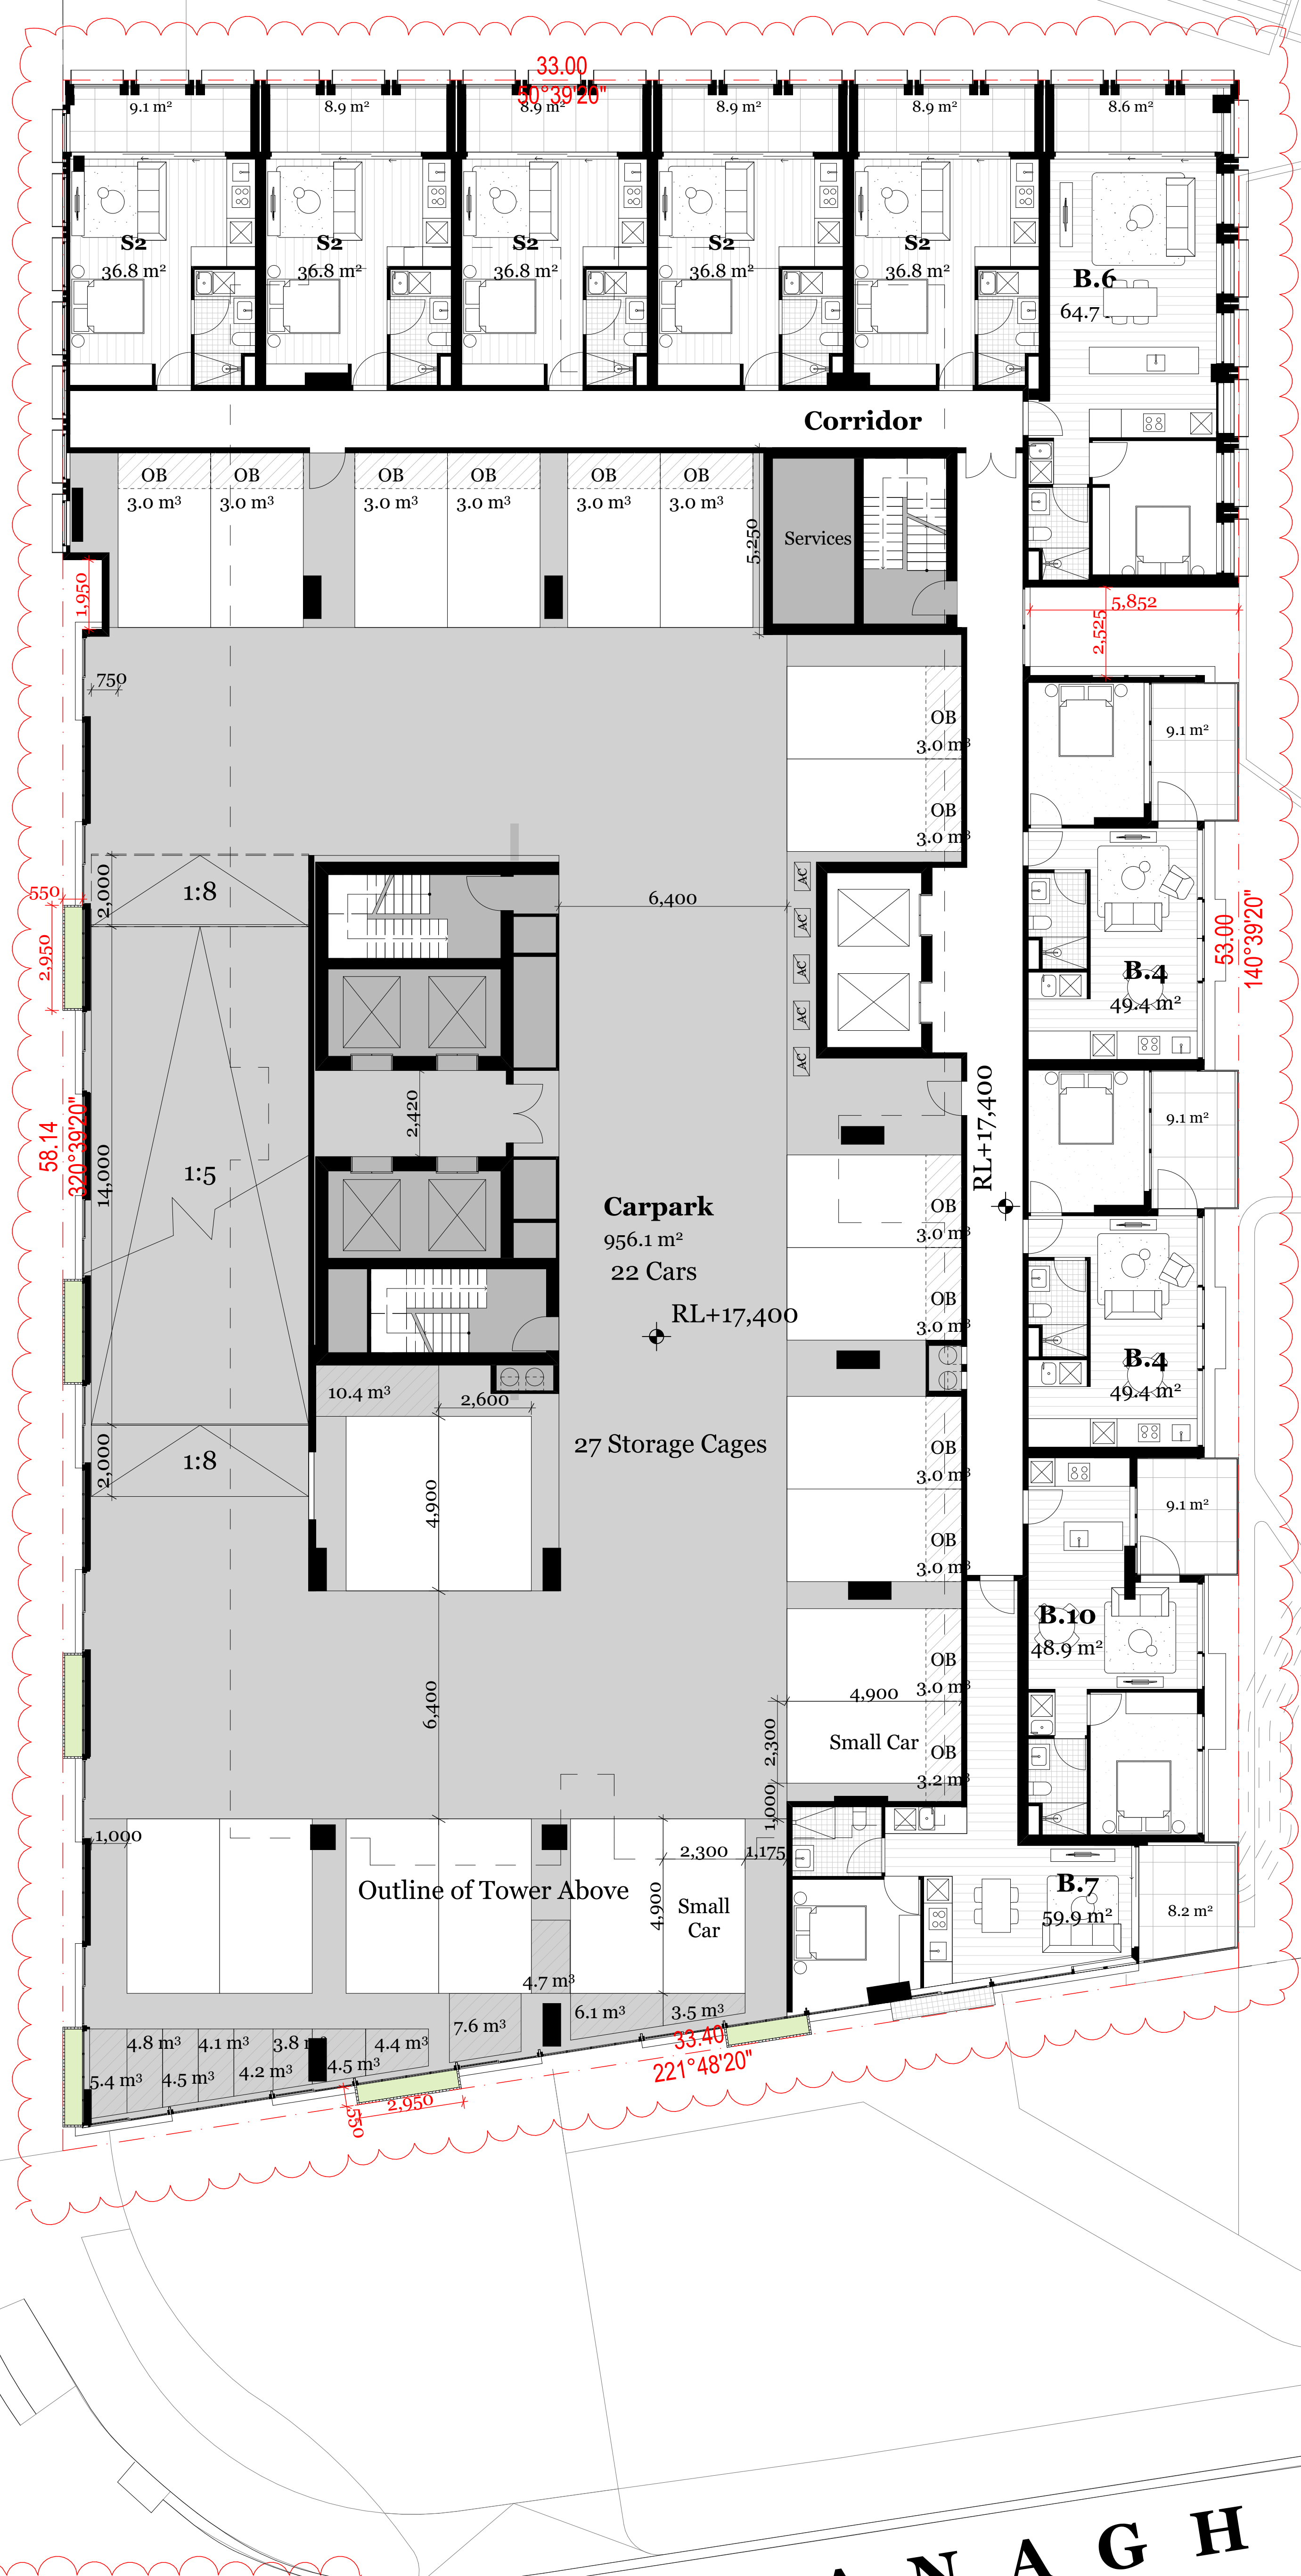 33.00
50°39'20"
9.1 m²
8.9 m²
8.9 m²
8.9 m²
8.9 m²
8.6 m²
S2
36.8 m²
S2
36.8 m²
S2
36.8 m²
S2
36.8 m²
S2
36.8 m²
B.6
64.7
Corridor
OB
3.0 m³
OB
3.0 m³
OB
3.0 m³
OB
3.0 m³
OB
3.0 m³
OB
3.0 m³
5,250
Services
1,950
5,852
2,525
750
OB
3.0 m³
OB
3.0 m³
9.1 m²
2,000
1:8
550
2,950
6,400
AC
AC
AC
AC
AC
B.4
49.4 m²
53.00
140°39'20"
58.14
320°39'20"
14,000
1:5
2,420
RL+17,400
9.1 m²
Carpark
956.1 m²
22 Cars
RL+17,400
OB
3.0 m³
OB
3.0 m³
B.4
49.4 m²
10.4 m³
2,600
2,000
1:8
4,900
27 Storage Cages
OB
3.0 m³
OB
3.0 m³
9.1 m²
B.10
48.9 m²
6,400
OB
3.0 m³
4,900
2,300
Small Car
OB
3.2 m³
1,000
1,000
2,300
1,175
Outline of Tower Above
4,900
Small
Car
B.7
59.9 m²
8.2 m²
4.7 m³
7.6 m³
6.1 m³
3.5 m³
4.8 m³
4.1 m³
3.8
4.4 m³
5.4 m³
4.5 m³
4.2 m³
4.5 m³
33.40
221°48'20"
550
2,950
N A G H